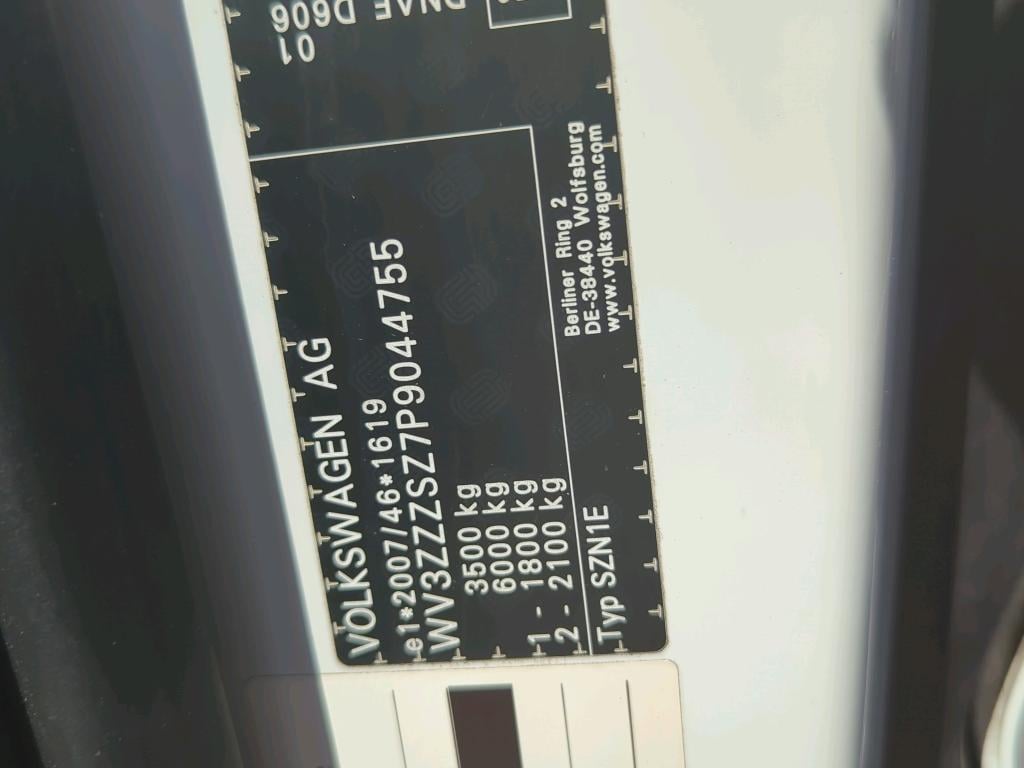 VOLKSWAGEN AG
e1*2007/46*1619
WV3ZZZSZ7P9044755
3500 kg
6000 kg
1 - 1800 kg
2 - 2100 kg
Typ SZN1E
Berliner Ring 2
DE-38440 Wolfsburg
www.volkswagen.com
D606
01